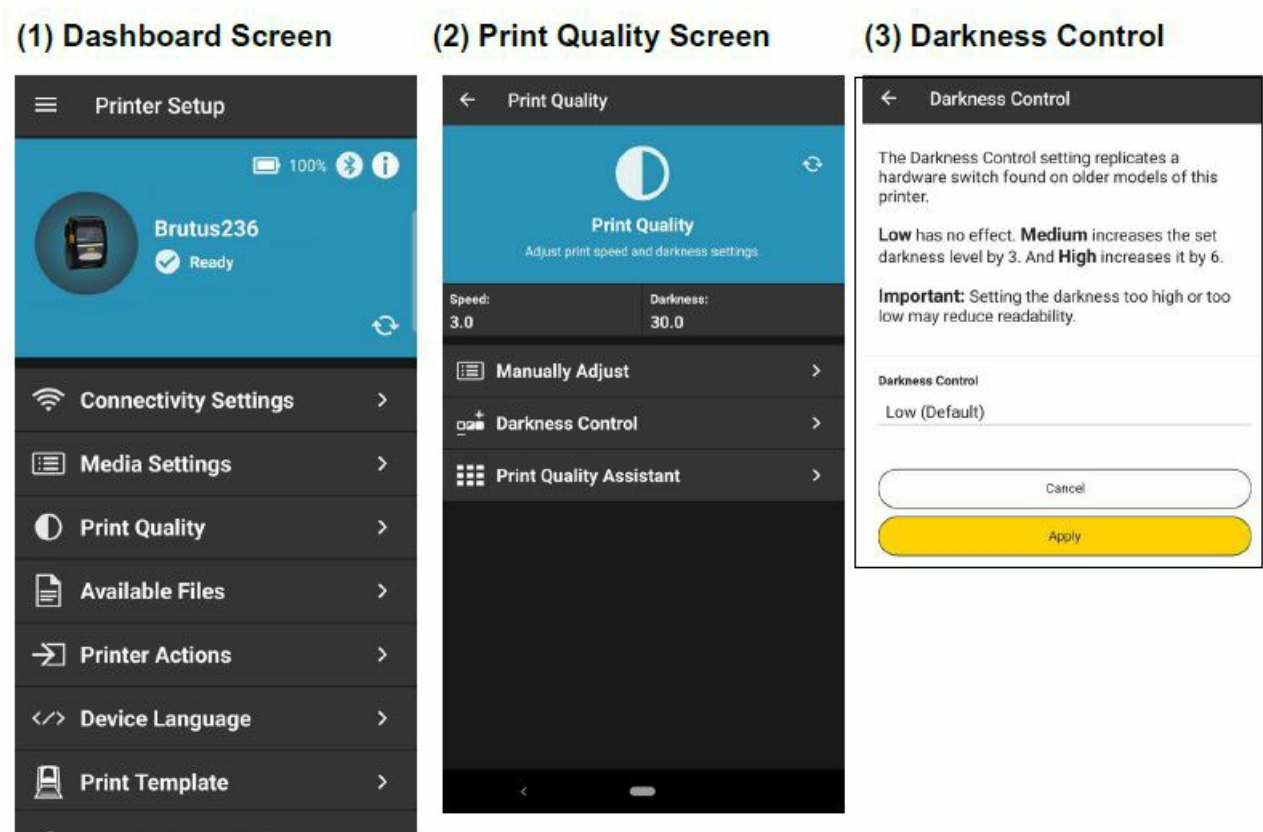 (1) Dashboard Screen
Printer Setup
100%
Brutus236
Ready
Connectivity Settings
Media Settings
Print Quality
Available Files
Printer Actions
Device Language
Print Template
(2) Print Quality Screen
Print Quality
Print Quality
Adjust print speed and darkness settings.
Speed:
3.0
Darkness:
30.0
Manually Adjust
Darkness Control
Print Quality Assistant
(3) Darkness Control
Darkness Control
The Darkness Control setting replicates a
hardware switch found on older models of this
printer.
Low has no effect. Medium increases the set
darkness level by 3. And High increases it by 6.
Important: Setting the darkness too high or too
low may reduce readability.
Darkness Control
Low (Default)
Cancel
Apply